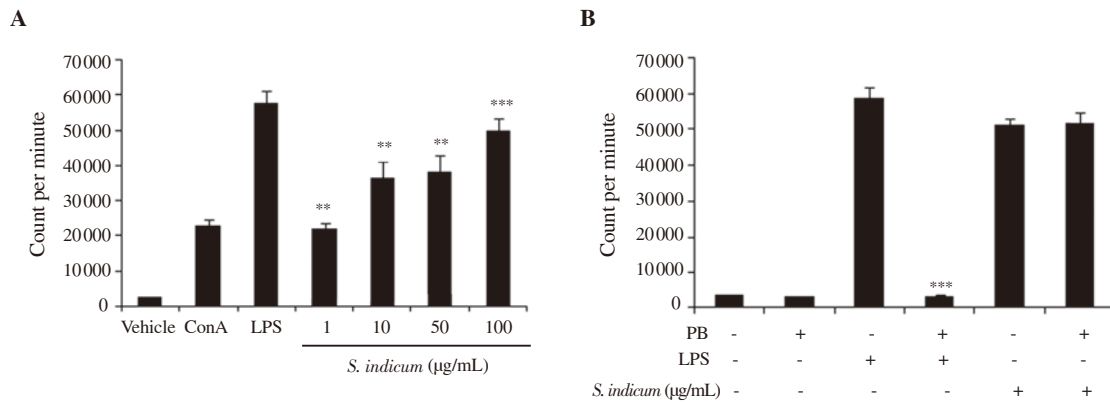 A
70000
60000
50000
40000
30000
20000
10000
0
Count per minute
** ** ** ***
Vehicle ConA LPS 1 10 50 100
S. indicum (µg/mL)
B
70000
60000
50000
40000
30000
20000
10000
0
Count per minute
***
PB - + - + - +
LPS - - + + - -
S. indicum (µg/mL) - - - - + +